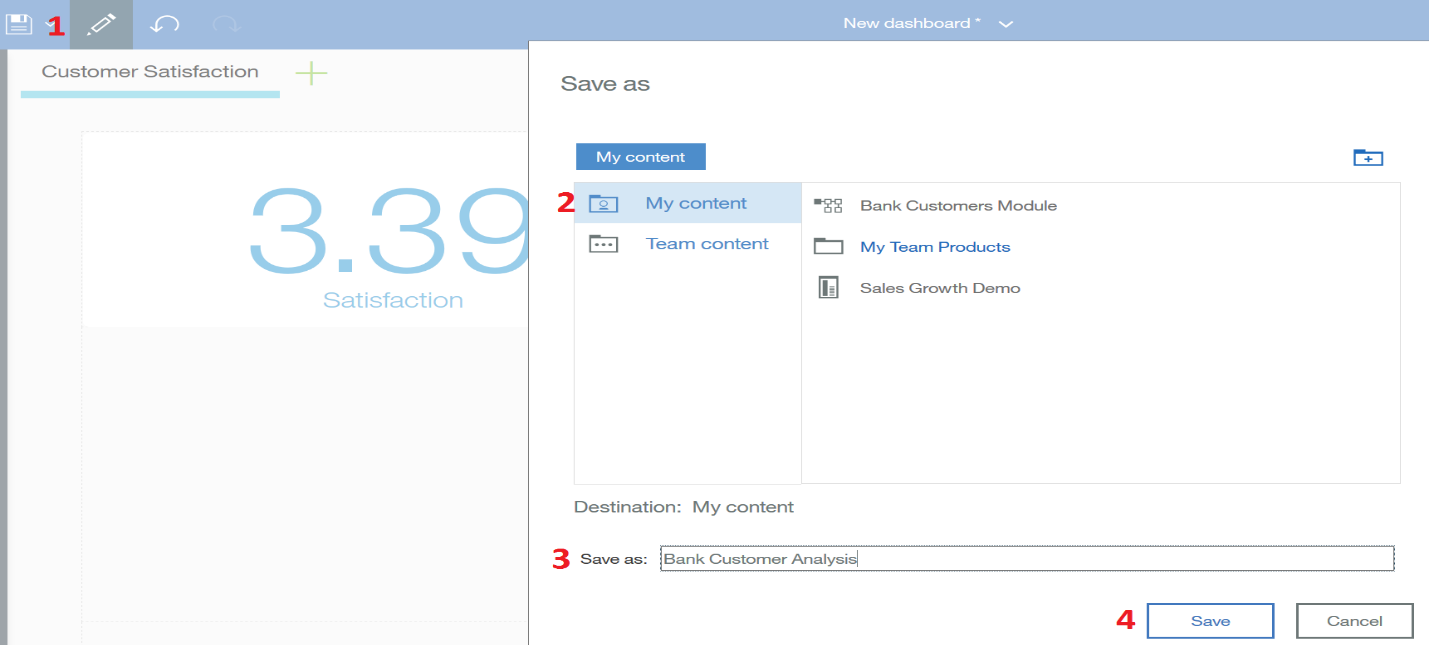 1
New dashboard *
Customer Satisfaction
Save as
My content
3.39
Satisfaction
2 My content
Team content
Bank Customers Module
My Team Products
Sales Growth Demo
Destination: My content
3 Save as: Bank Customer Analysis
4 Save Cancel